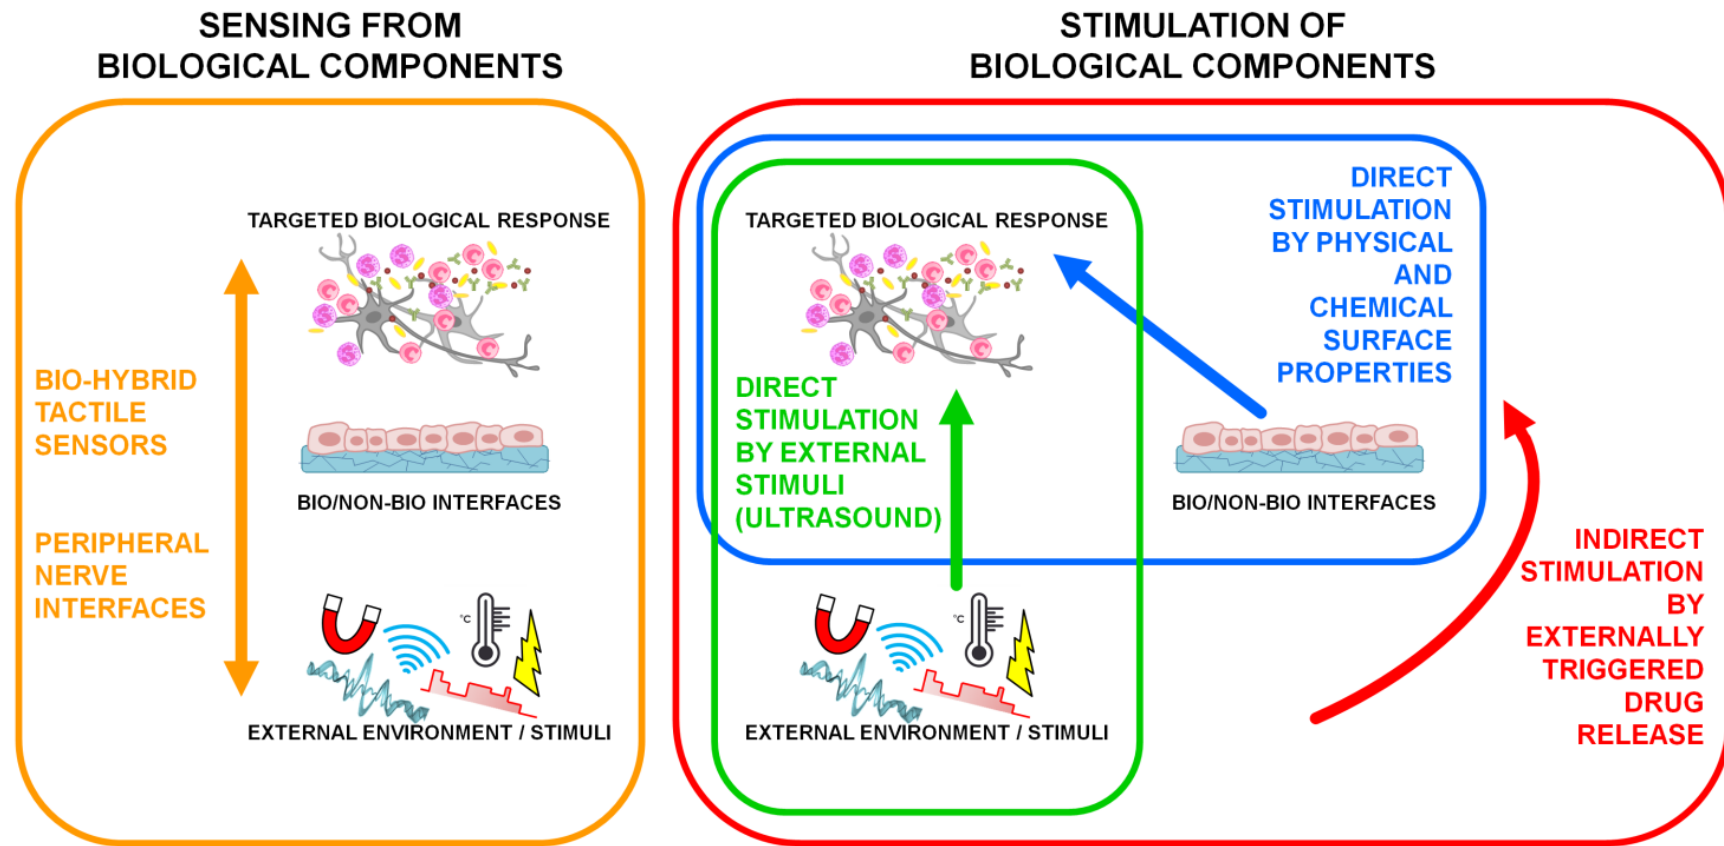 SENSING FROM
BIOLOGICAL COMPONENTS
TARGETED BIOLOGICAL RESPONSE
BIO-HYBRID
TACTILE
SENSORS
BIO/NON-BIO INTERFACES
PERIPHERAL
NERVE
INTERFACES
°C
EXTERNAL ENVIRONMENT / STIMULI
STIMULATION OF
BIOLOGICAL COMPONENTS
TARGETED BIOLOGICAL RESPONSE
DIRECT
STIMULATION
BY PHYSICAL
AND
CHEMICAL
SURFACE
PROPERTIES
DIRECT
STIMULATION
BY EXTERNAL
STIMULI
(ULTRASOUND)
BIO/NON-BIO INTERFACES
°C
EXTERNAL ENVIRONMENT / STIMULI
INDIRECT
STIMULATION
BY
EXTERNALLY
TRIGGERED
DRUG
RELEASE